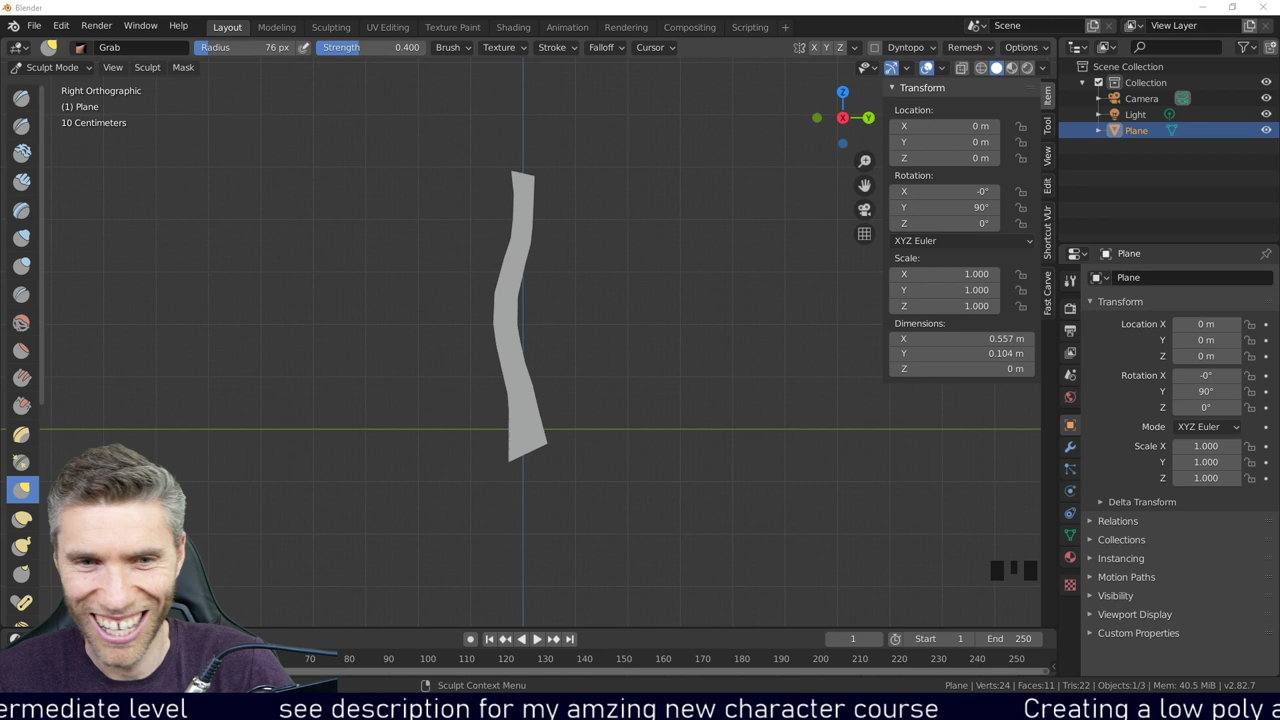 Blender
File Edit Render Window Help
Layout Modeling Sculpting UV Editing Texture Paint Shading Animation Rendering Compositing Scripting +
Scene
View Layer
Grab
Radius 76 px
Strength 0.400
Brush Texture Stroke Falloff Cursor
X Y Z
Dyntopo Remesh Options
Sculpt Mode View Sculpt Mask
Right Orthographic
(1) Plane
10 Centimeters
Z
X
Y
Transform
Location:
X 0 m
Y 0 m
Z 0 m
Rotation:
X -0°
Y 90°
Z 0°
XYZ Euler
Scale:
X 1.000
Y 1.000
Z 1.000
Dimensions:
X 0.557 m
Y 0.104 m
Z 0 m
Item
Tool
View
Edit
Shortcut VUr
Fast Carve
Scene Collection
Collection
Camera
Light
Plane
Plane
Plane
Transform
Location X 0 m
Y 0 m
Z 0 m
Rotation X -0°
Y 90°
Z 0°
Mode XYZ Euler
Scale X 1.000
Y 1.000
Z 1.000
Delta Transform
Relations
Collections
Instancing
Motion Paths
Visibility
Viewport Display
Custom Properties
1 Start 1 End 250
70 80 90 100 110 120 130 140 150 160 170 180 190 200 210 220 230 240 250
Sculpt Context Menu
Plane | Verts:24 | Faces:11 | Tris:22 | Objects:1/3 | Mem: 40.5 MiB | v2.82.7
ermediate level see description for my amzing new character course Creating a low poly a